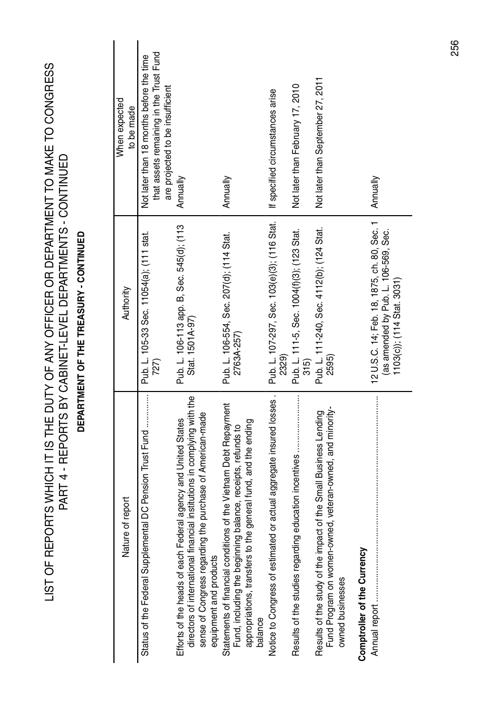 LIST OF REPORTS WHICH IT IS THE DUTY OF ANY OFFICER OR DEPARTMENT TO MAKE TO CONGRESS
PART 4 - REPORTS BY CABINET-LEVEL DEPARTMENTS - CONTINUED
DEPARTMENT OF THE TREASURY - CONTINUED
Nature of report
Authority
When expected
to be made
Status of the Federal Supplemental DC Pension Trust Fund ..............
Pub. L. 105-33 Sec. 11054(a); (111 stat.
727)
Not later than 18 months before the time
that assets remaining in the Trust Fund
are projected to be insufficient
Efforts of the heads of each Federal agency and United States
directors of international financial institutions in complying with the
sense of Congress regarding the purchase of American-made
equipment and products
Pub. L. 106-113 app. B, Sec. 545(d); (113
Stat. 1501A-97)
Annually
Statements of financial conditions of the Vietnam Debt Repayment
Fund, including the beginning balance, receipts, refunds to
appropriations, transfers to the general fund, and the ending
balance
Pub. L. 106-554, Sec. 207(d); (114 Stat.
2763A-257)
Annually
Notice to Congress of estimated or actual aggregate insured losses .
Pub. L. 107-297, Sec. 103(e)(3); (116 Stat.
2329)
If specified circumstances arise
Results of the studies regarding education incentives ......................
Pub. L. 111-5, Sec. 1004(f)(3); (123 Stat.
315)
Not later than February 17, 2010
Results of the study of the impact of the Small Business Lending
Fund Program on women-owned, veteran-owned, and minority-
owned businesses
Pub. L. 111-240, Sec. 4112(b); (124 Stat.
2595)
Not later than September 27, 2011
Comptroller of the Currency
Annual report ......................................................................
12 U.S.C. 14; Feb. 18, 1875, ch. 80, Sec. 1
(as amended by Pub. L. 106-569, Sec.
1103(c)); (114 Stat. 3031)
Annually
256